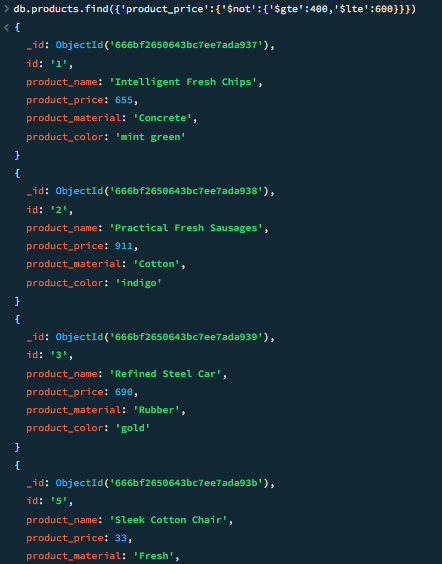 > db.products.find({'product_price':{'$not':{'$gte':400,'$lte':600}}})
< {
_id: ObjectId('666bf2650643bc7ee7ada937'),
id: '1',
product_name: 'Intelligent Fresh Chips',
product_price: 655,
product_material: 'Concrete',
product_color: 'mint green'
}
{
_id: ObjectId('666bf2650643bc7ee7ada938'),
id: '2',
product_name: 'Practical Fresh Sausages',
product_price: 911,
product_material: 'Cotton',
product_color: 'indigo'
}
{
_id: ObjectId('666bf2650643bc7ee7ada939'),
id: '3',
product_name: 'Refined Steel Car',
product_price: 690,
product_material: 'Rubber',
product_color: 'gold'
}
{
_id: ObjectId('666bf2650643bc7ee7ada93b'),
id: '5',
product_name: 'Sleek Cotton Chair',
product_price: 33,
product_material: 'Fresh',